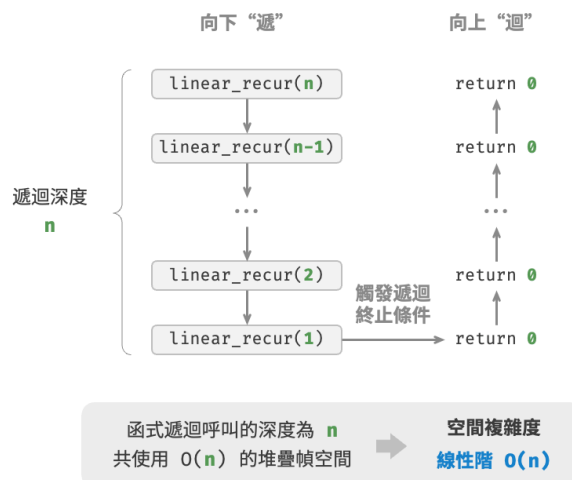 向下“遞”
向上“迴”
linear_recur(n)
return 0
linear_recur(n-1)
return 0
遞迴深度
n
...
...
linear_recur(2)
return 0
觸發遞迴
終止條件
linear_recur(1)
return 0
函式遞迴呼叫的深度為 n
共使用 O(n) 的堆疊幀空間
空間複雜度
線性階 O(n)